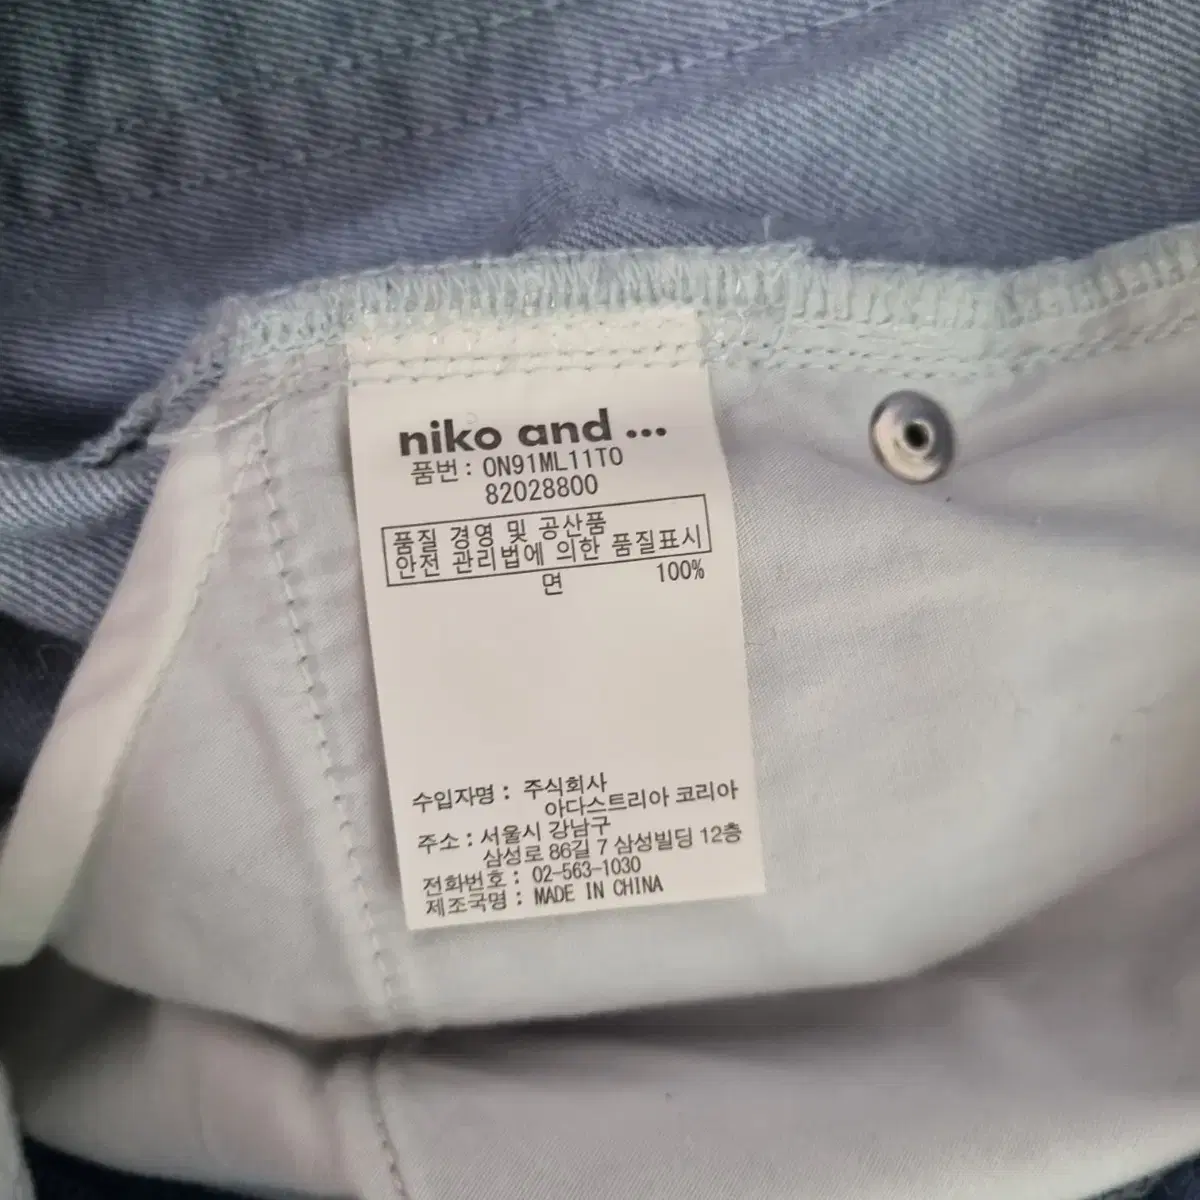 niko and ...
품번 : ON91ML11TO
82028800
품질 경영 및 공산품
안전 관리법에 의한 품질표시
면 100%
수입자명 : 주식회사
아다스트리아 코리아
주소 : 서울시 강남구
삼성로 86길 7 삼성빌딩 12층
전화번호 : 02-563-1030
제조국명 : MADE IN CHINA